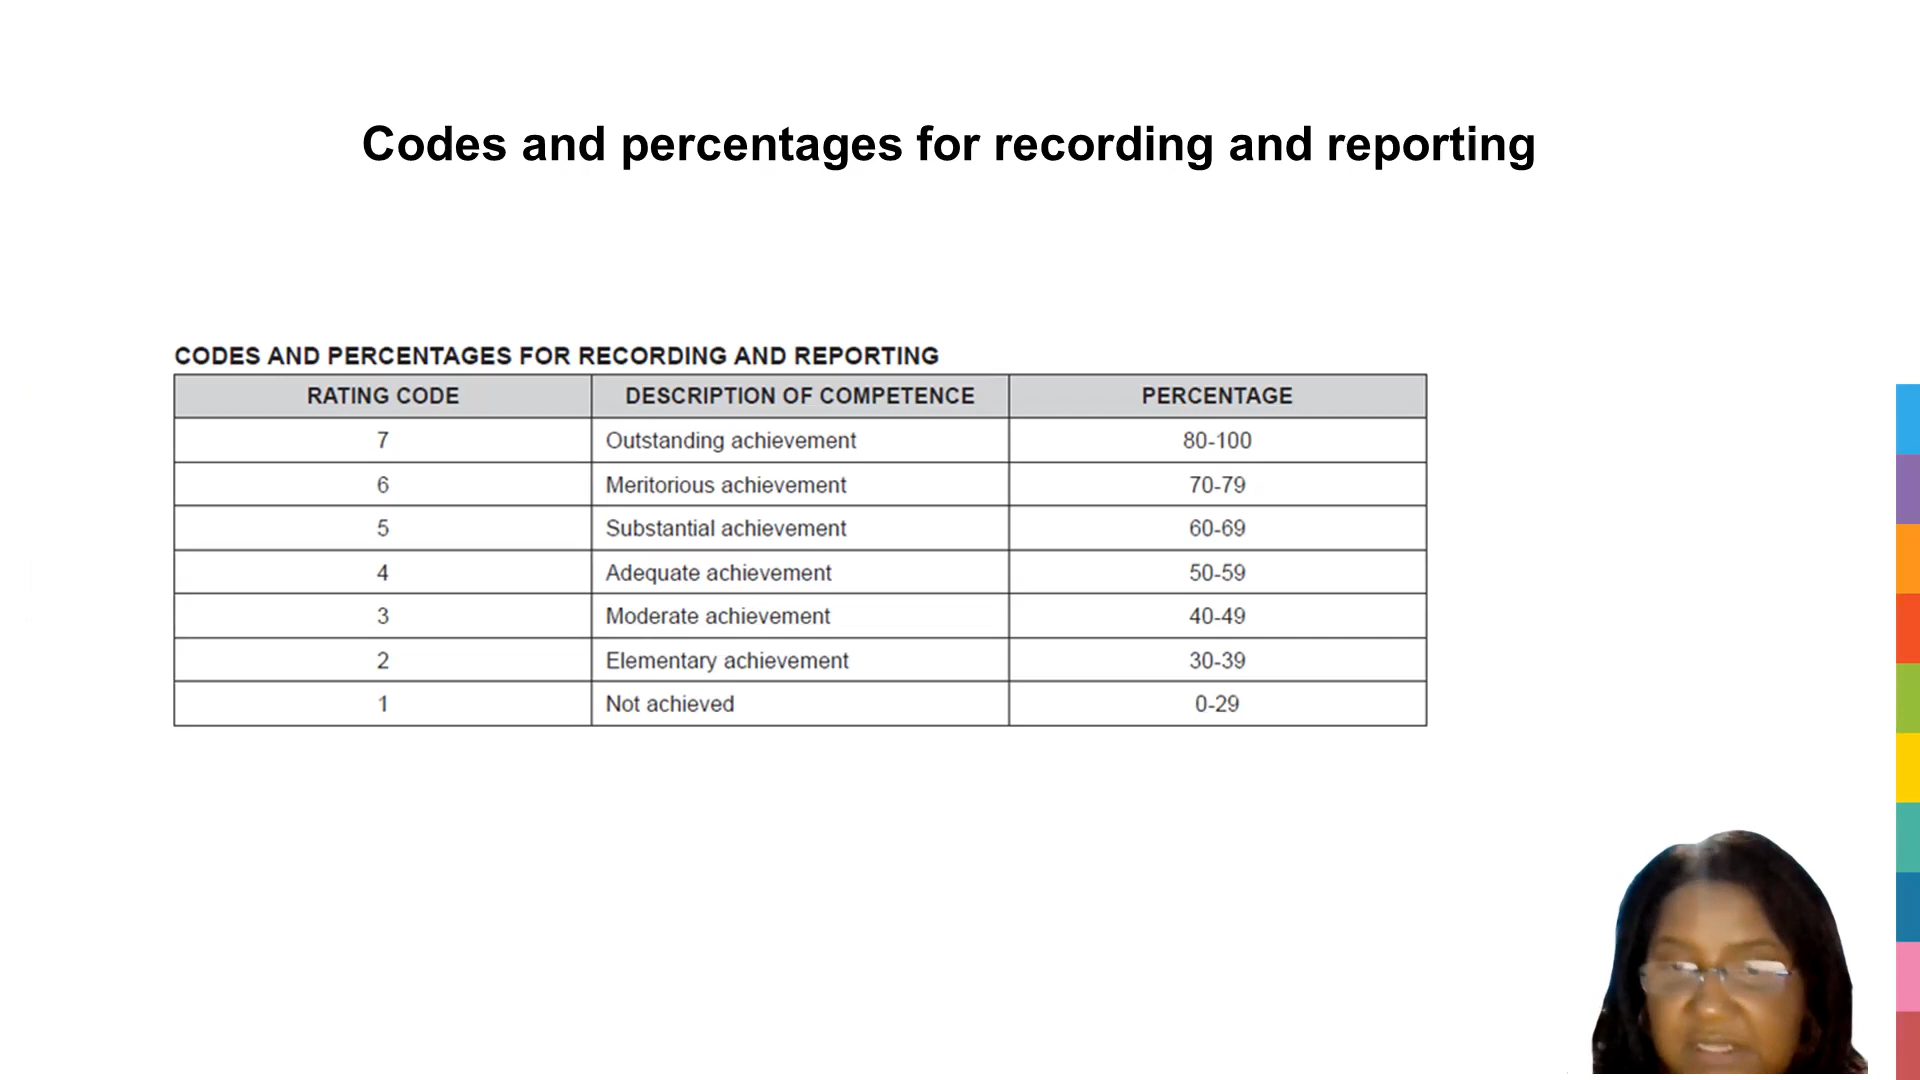 Codes and percentages for recording and reporting
CODES AND PERCENTAGES FOR RECORDING AND REPORTING
RATING CODE DESCRIPTION OF COMPETENCE PERCENTAGE
7 Outstanding achievement 80-100
6 Meritorious achievement 70-79
5 Substantial achievement 60-69
4 Adequate achievement 50-59
3 Moderate achievement 40-49
2 Elementary achievement 30-39
1 Not achieved 0-29